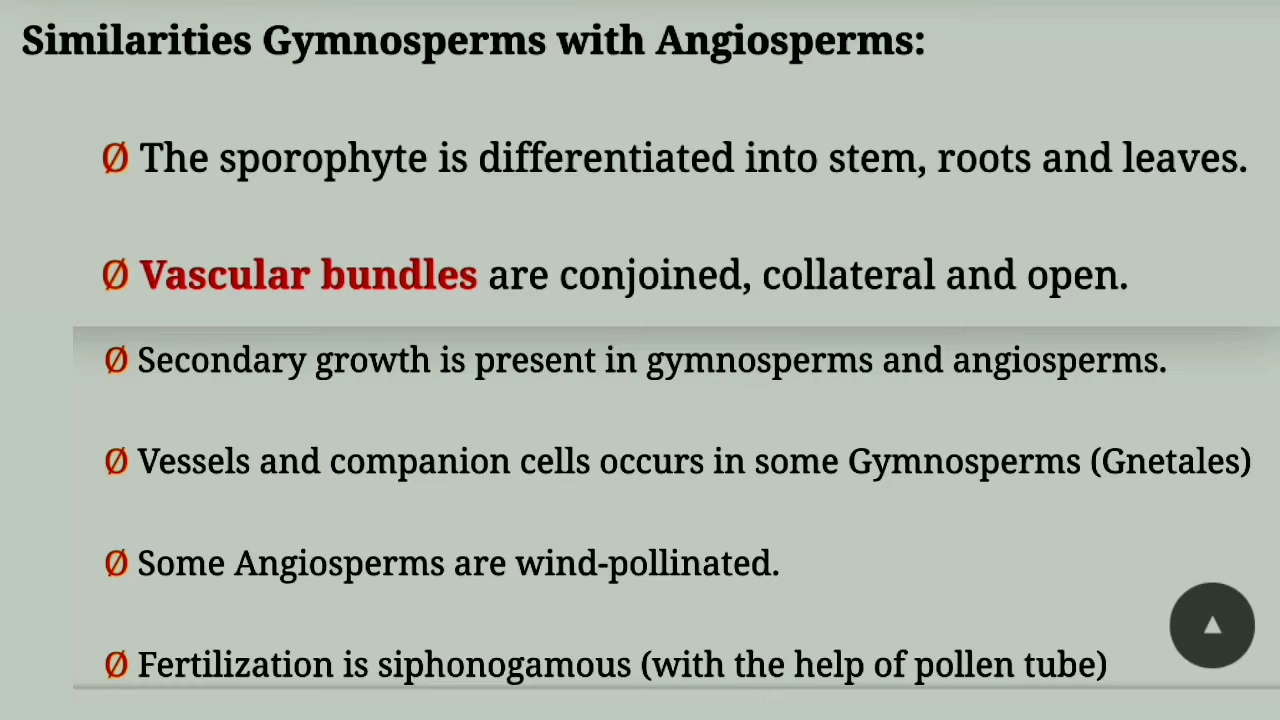 Similarities Gymnosperms with Angiosperms:
Ø The sporophyte is differentiated into stem, roots and leaves.
Ø Vascular bundles are conjoined, collateral and open.
Ø Secondary growth is present in gymnosperms and angiosperms.
Ø Vessels and companion cells occurs in some Gymnosperms (Gnetales)
Ø Some Angiosperms are wind-pollinated.
Ø Fertilization is siphonogamous (with the help of pollen tube)